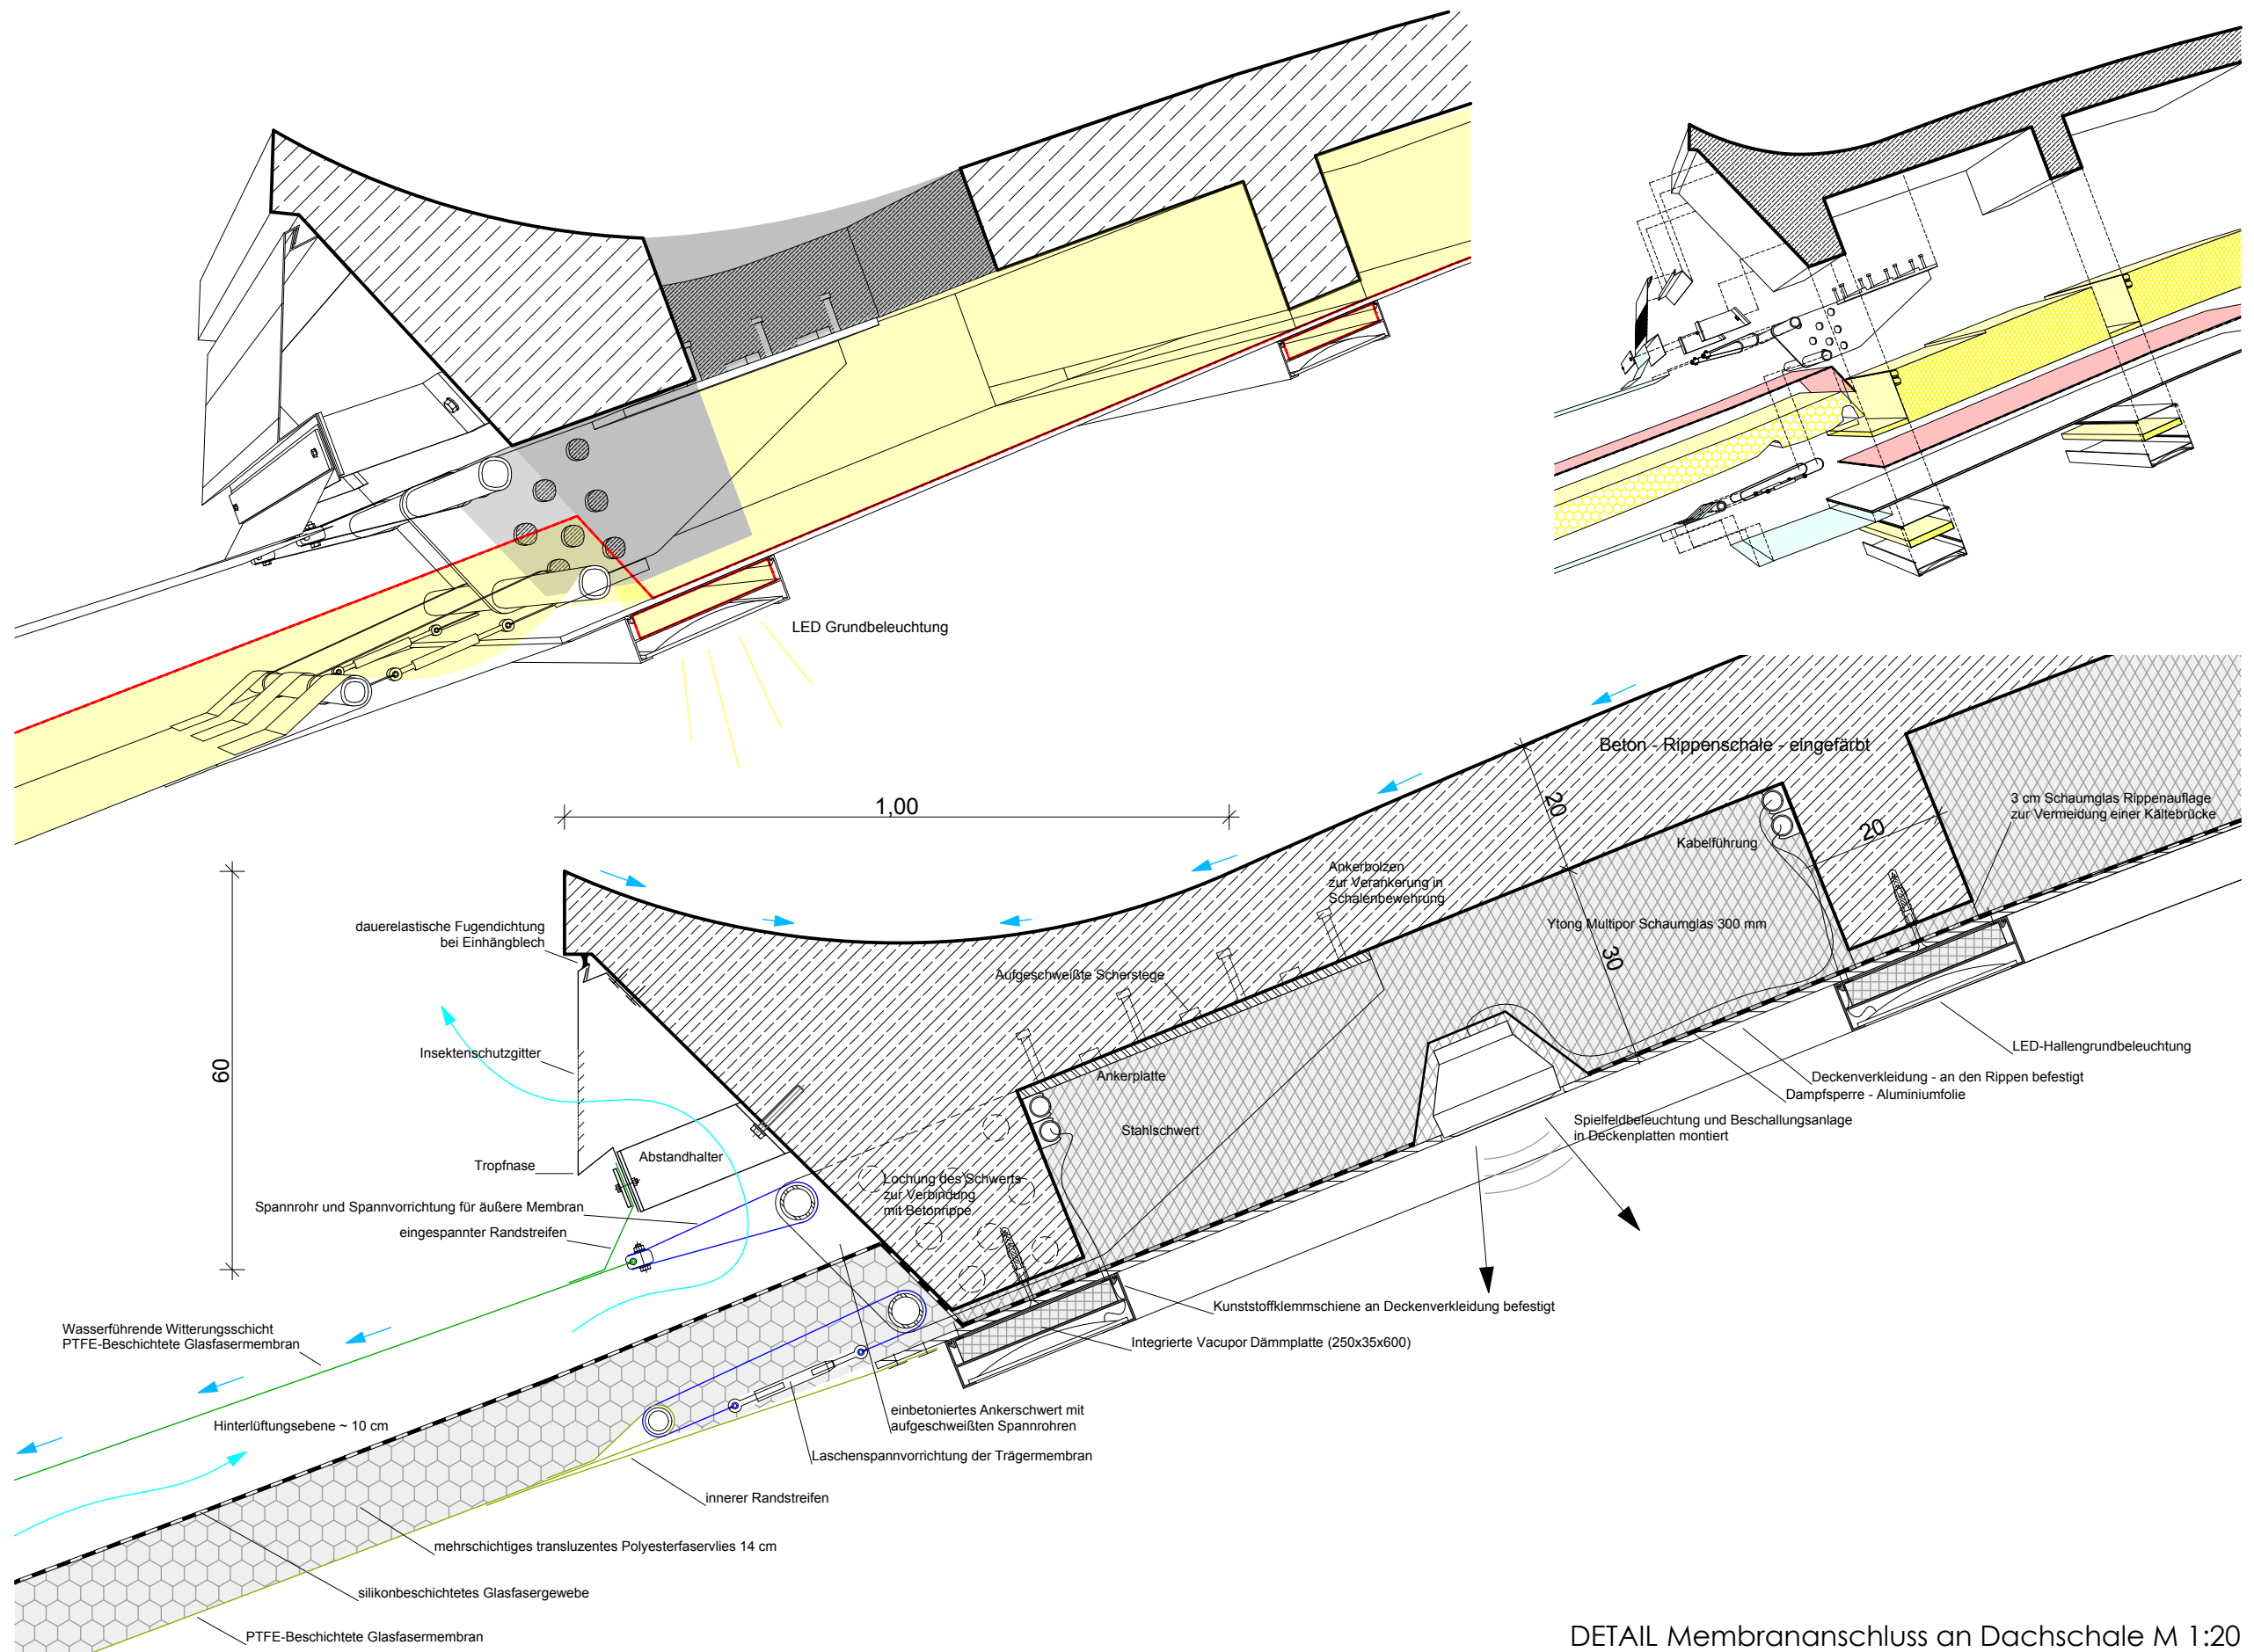 LED Grundbeleuchtung
Beton - Rippenschale - eingefärbt
1,00
20
3 cm Schaumglas Rippenauflage
zur Vermeidung einer Kältebrücke
20
Kabelführung
Ankerbolzen
zur Verankerung in
Schalenbewehrung
dauerelastische Fugendichtung
bei Einhängblech
Ytong Multipor Schaumglas 300 mm
30
Aufgeschweißte Scherstege
60
Insektenschutzgitter
LED-Hallengrundbeleuchtung
Ankerplatte
Deckenverkleidung - an den Rippen befestigt
Dampfsperre - Aluminiumfolie
Stahlschwert
Spielfeldbeleuchtung und Beschallungsanlage
in Deckenplatten montiert
Abstandhalter
Tropfnase
Lochung des Schwerts
zur Verbindung
mit Betonrippe
Spannrohr und Spannvorrichtung für äußere Membran
eingespannter Randstreifen
Kunststoffklemmschiene an Deckenverkleidung befestigt
Wasserführende Witterungsschicht
PTFE-Beschichtete Glasfasermembran
Integrierte Vacupor Dämmplatte (250x35x600)
einbetoniertes Ankerschwert mit
aufgeschweißten Spannrohren
Hinterlüftungsebene ~ 10 cm
Laschenspannvorrichtung der Trägermembran
innerer Randstreifen
mehrschichtiges transluzentes Polyesterfaservlies 14 cm
silikonbeschichtetes Glasfasergewebe
PTFE-Beschichtete Glasfasermembran
DETAIL Membrananschluss an Dachschale M 1:20